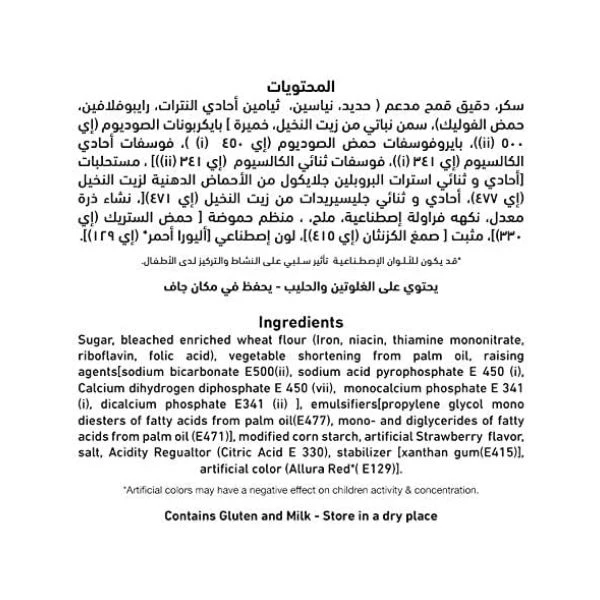 المحتويات
سكر، دقيق قمح مدعم ( حديد، نياسين، ثيامين أحادي النترات، رايبوفلافين،
حمض الفوليك)، سمن نباتي من زيت النخيل، خميرة ] بايكربونات الصوديوم (إي
٥٠٠ (ii))، بايروفوسفات حمض الصوديوم (إي ٤٥٠ (i) )، فوسفات أحادي
الكالسيوم (إي ٣٤١ (i))، فوسفات ثنائي الكالسيوم (إي ٣٤١ (ii))] ، مستحلبات
[أحادي و ثنائي استرات البروبلين جلايكول من الأحماض الدهنية لزيت النخيل
(إي ٤٧٧)، أحادي و ثنائي جليسيريدات من زيت النخيل (إي ٤٧١)[، نشاء ذرة
معدل، نكهه فراولة إصطناعية، ملح، ، منظم حموضة [ حمض الستريك (إي
٣٣٠)]، مثبت [ صمغ الكزنثان (إي ٤١٥)]، لون إصطناعي [أليورا أحمر* (إي ١٢٩)].
*قد يكون للألوان الإصطناعية تأثير سلبي على النشاط والتركيز لدى الأطفال.
يحتوي على الغلوتين والحليب - يحفظ في مكان جاف
Ingredients
Sugar, bleached enriched wheat flour (Iron, niacin, thiamine mononitrate,
riboflavin, folic acid), vegetable shortening from palm oil, raising
agents[sodium bicarbonate E500(ii), sodium acid pyrophosphate E 450 (i),
Calcium dihydrogen diphosphate E 450 (vii), monocalcium phosphate E 341
(i), dicalcium phosphate E341 (ii) ], emulsifiers[propylene glycol mono
diesters of fatty acids from palm oil(E477), mono- and diglycerides of fatty
acids from palm oil (E471)], modified corn starch, artificial Strawberry flavor,
salt, Acidity Regualtor (Citric Acid E 330), stabilizer [xanthan gum(E415)],
artificial color (Allura Red*( E129)].
*Artificial colors may have a negative effect on children activity & concentration.
Contains Gluten and Milk - Store in a dry place